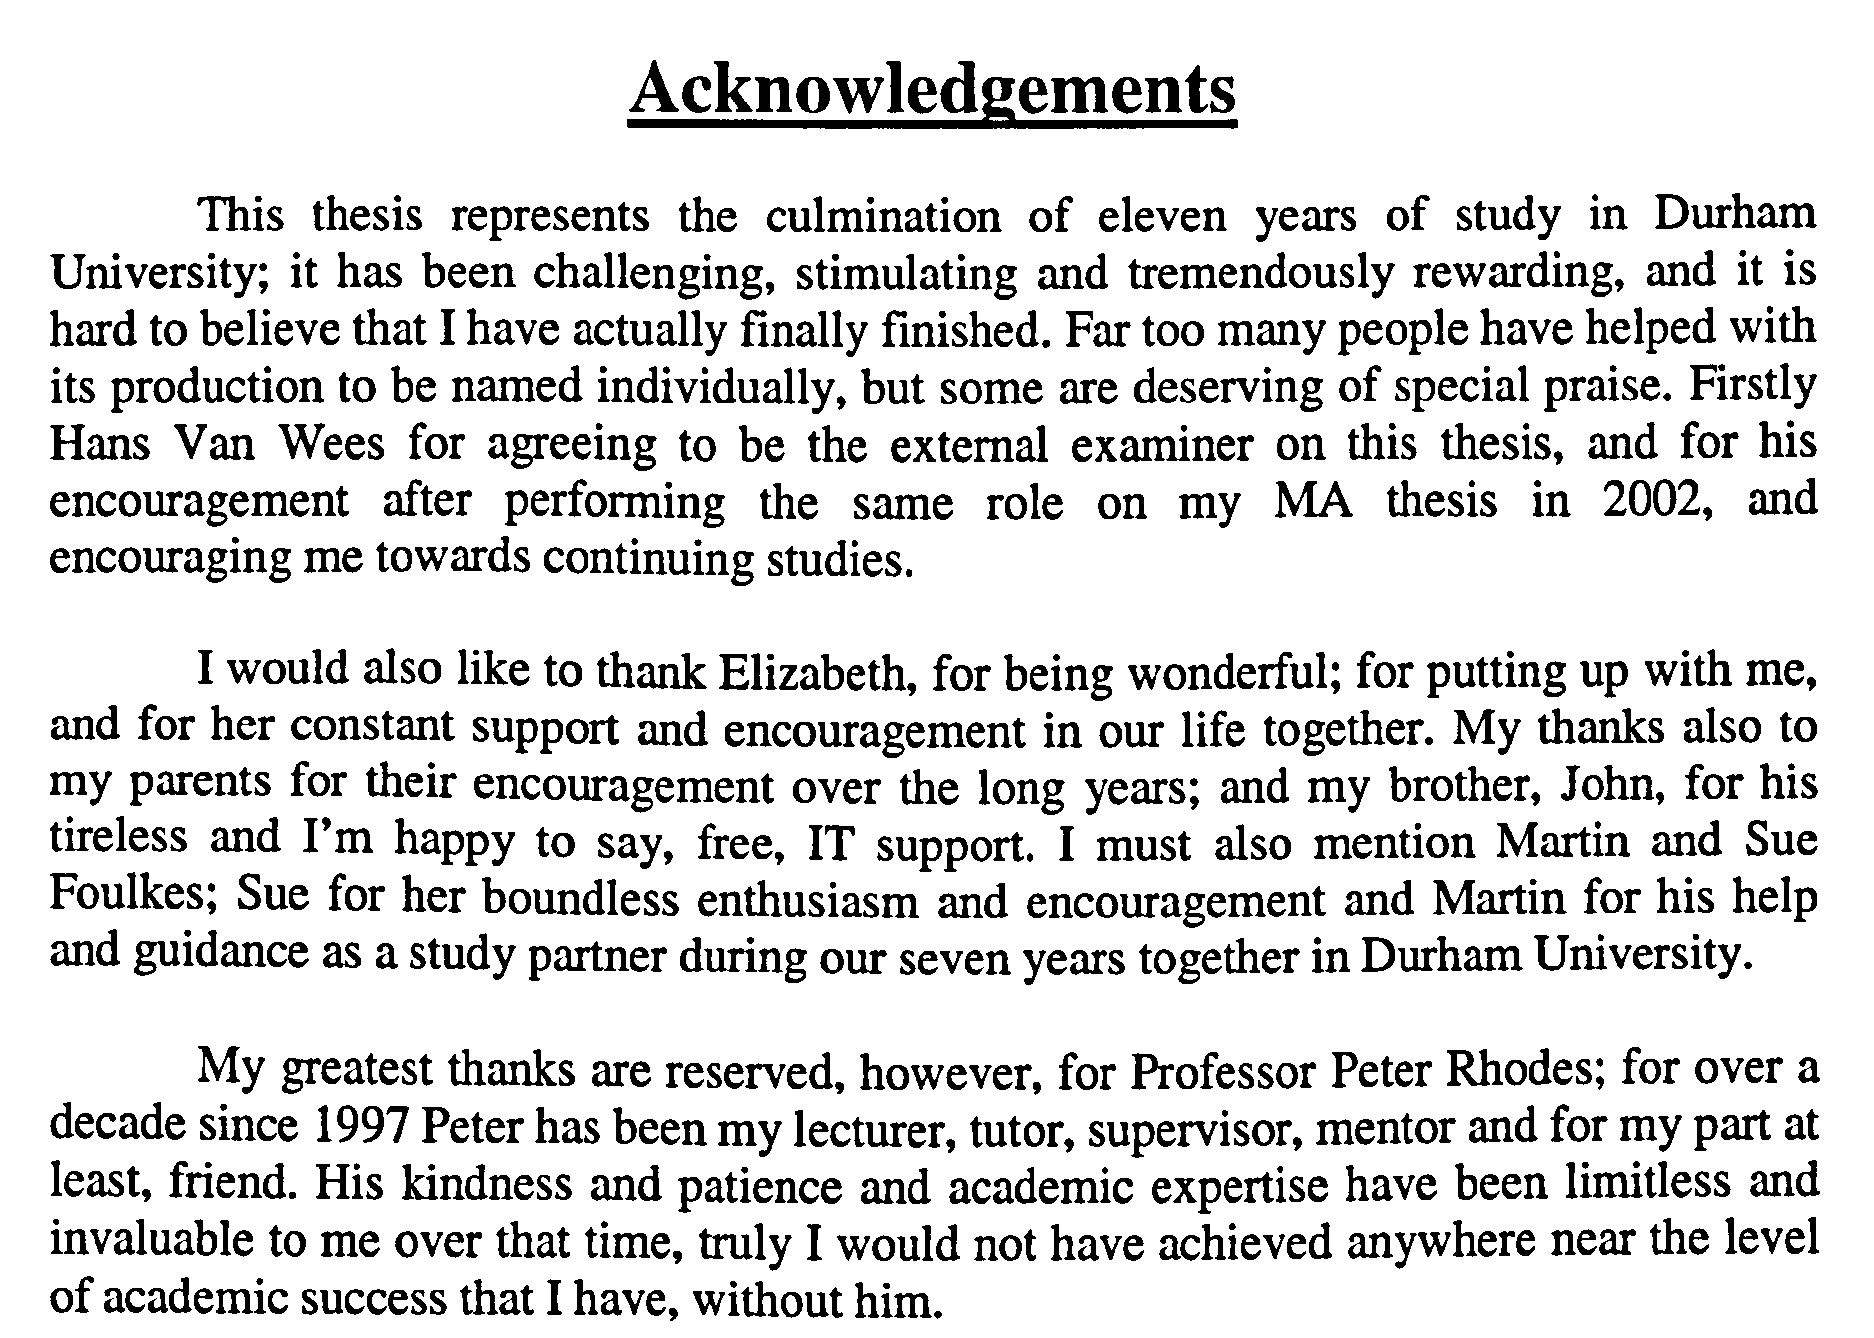 Acknowledgements
This thesis represents the culmination of eleven years of study in Durham
University; it has been challenging, stimulating and tremendously rewarding, and it is
hard to believe that I have actually finally finished. Far too many people have helped with
its production to be named individually, but some are deserving of special praise. Firstly
Hans Van Wees for agreeing to be the external examiner on this thesis, and for his
encouragement after performing the same role on my MA thesis in 2002, and
encouraging me towards continuing studies.
I would also like to thank Elizabeth, for being wonderful; for putting up with me,
and for her constant support and encouragement in our life together. My thanks also to
my parents for their encouragement over the long years; and my brother, John, for his
tireless and I'm happy to say, free, IT support. I must also mention Martin and Sue
Foulkes; Sue for her boundless enthusiasm and encouragement and Martin for his help
and guidance as a study partner during our seven years together in Durham University.
My greatest thanks are reserved, however, for Professor Peter Rhodes; for over a
decade since 1997 Peter has been my lecturer, tutor, supervisor, mentor and for my part at
least, friend. His kindness and patience and academic expertise have been limitless and
invaluable to me over that time, truly I would not have achieved anywhere near the level
of academic success that I have, without him.